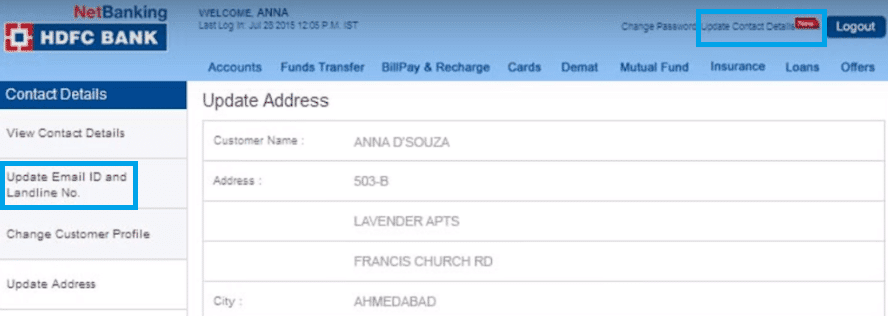 NetBanking
HDFC BANK
WELCOME, ANNA
Last Log In: Jul 28 2015 12:05 P.M. IST
Change Password
Update Contact Details
New
Logout
Accounts Funds Transfer BillPay & Recharge Cards Demat Mutual Fund Insurance Loans Offers
Contact Details
View Contact Details
Update Email ID and
Landline No.
Change Customer Profile
Update Address
Update Address
Customer Name : ANNA D'SOUZA
Address : 503-B
LAVENDER APTS
FRANCIS CHURCH RD
City : AHMEDABAD